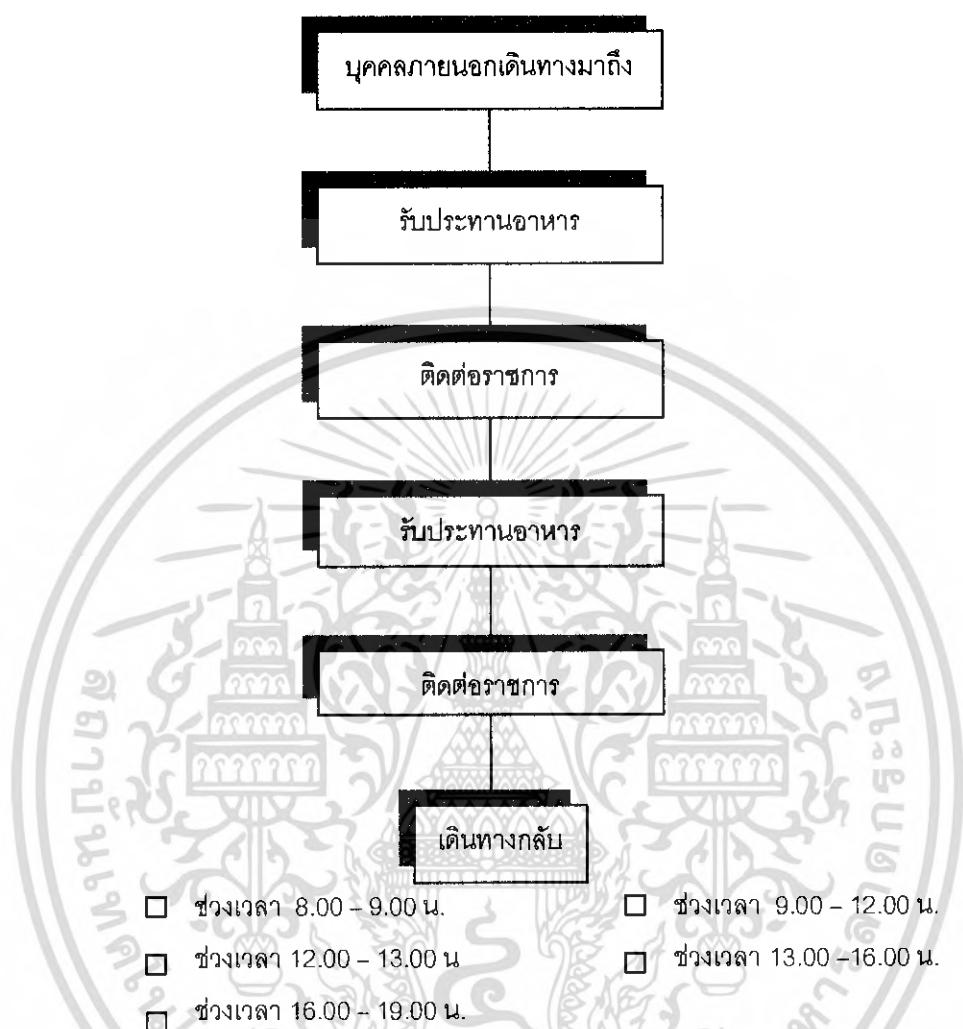 บุคคลภายนอกเดินทางมาถึง
รับประทานอาหาร
ติดต่อราชการ
รับประทานอาหาร
ติดต่อราชการ
เดินทางกลับ
☐ ช่วงเวลา 8.00 – 9.00 น. ☐ ช่วงเวลา 9.00 – 12.00 น.
☐ ช่วงเวลา 12.00 – 13.00 น ☐ ช่วงเวลา 13.00 –16.00 น.
☐ ช่วงเวลา 16.00 – 19.00 น.